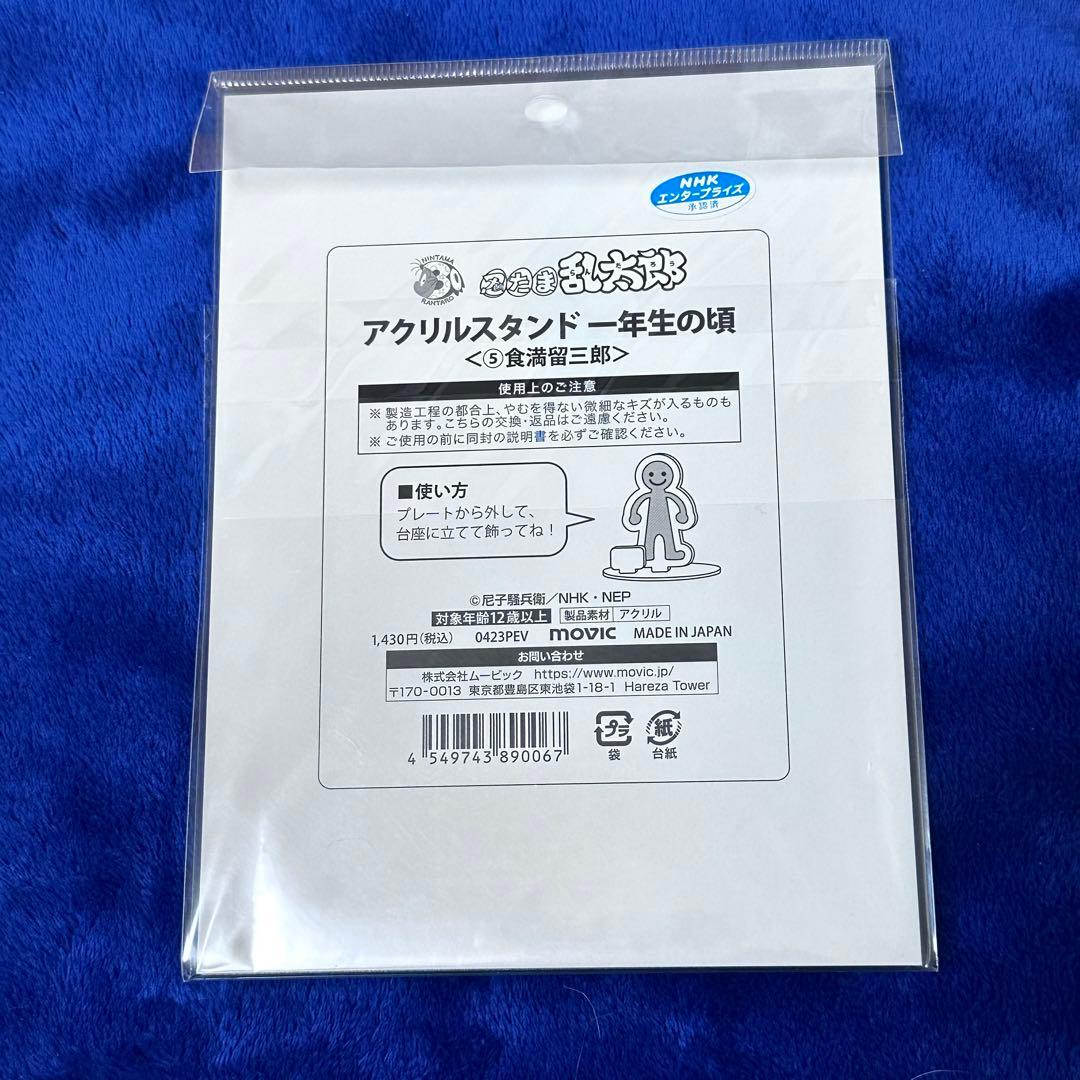 NHK
エンタープライズ
承認済
NINTAMA
RANTARO
忍たま乱太郎
らんたろう
アクリルスタンド 一年生の頃
<⑤食満留三郎>
使用上のご注意
※ 製造工程の都合上、やむを得ない微細なキズが入るものも
あります。こちらの交換・返品はご遠慮ください。
※ ご使用の前に同封の説明書を必ずご確認ください。
■使い方
プレートから外して、
台座に立てて飾ってね!
©尼子騒兵衛/NHK・NEP
対象年齢12歳以上 製品素材 アクリル
1,430円(税込) 0423PEV movic MADE IN JAPAN
お問い合わせ
株式会社ムービック https://www.movic.jp/
〒170-0013 東京都豊島区東池袋1-18-1 Hareza Tower
4 549743 890067
プラ 紙
袋 台紙